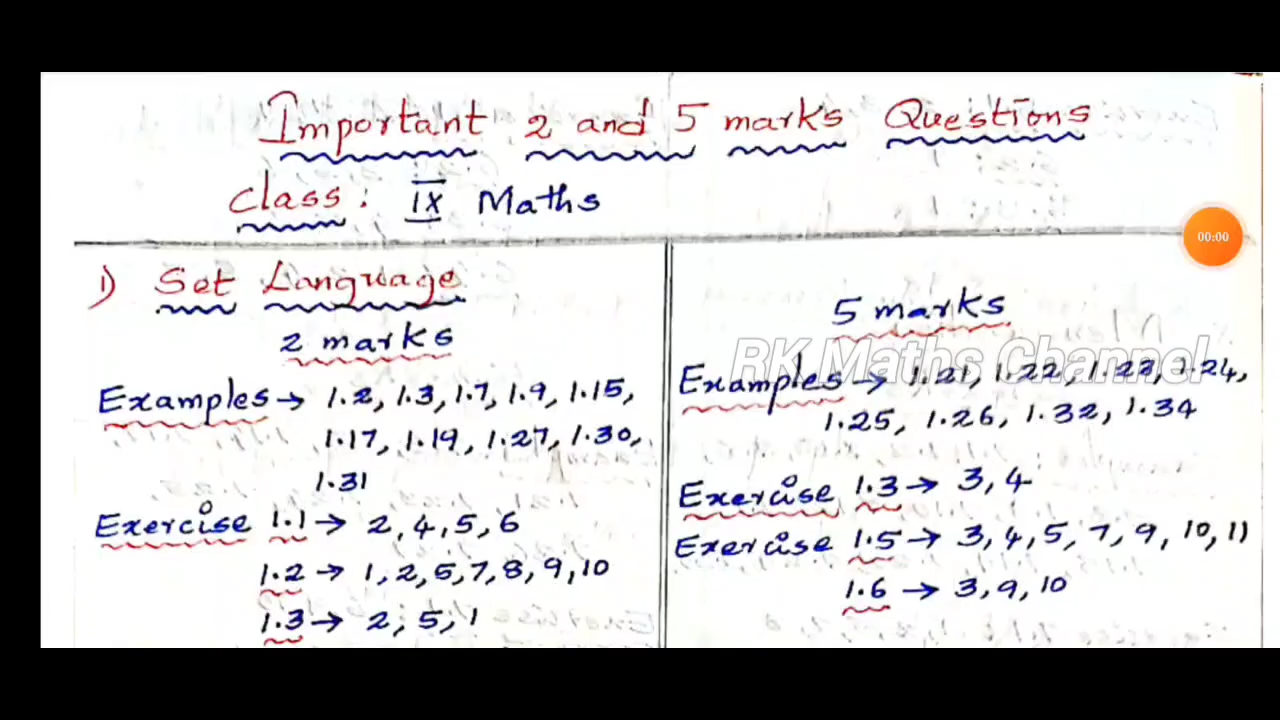 Important 2 and 5 marks Questions
Class : IX Maths
00:00
1) Set Language
2 marks
Examples → 1.2, 1.3, 1.7, 1.9, 1.15,
1.17, 1.19, 1.27, 1.30,
1.31
Exercise 1.1 → 2, 4, 5, 6
1.2 → 1, 2, 5, 7, 8, 9, 10
1.3 → 2, 5, 1
5 marks
RK Maths Channel
Examples → 1.21, 1.22, 1.23, 1.24,
1.25, 1.26, 1.32, 1.34
Exercise 1.3 → 3, 4
Exercise 1.5 → 3, 4, 5, 7, 9, 10, 11
1.6 → 3, 9, 10